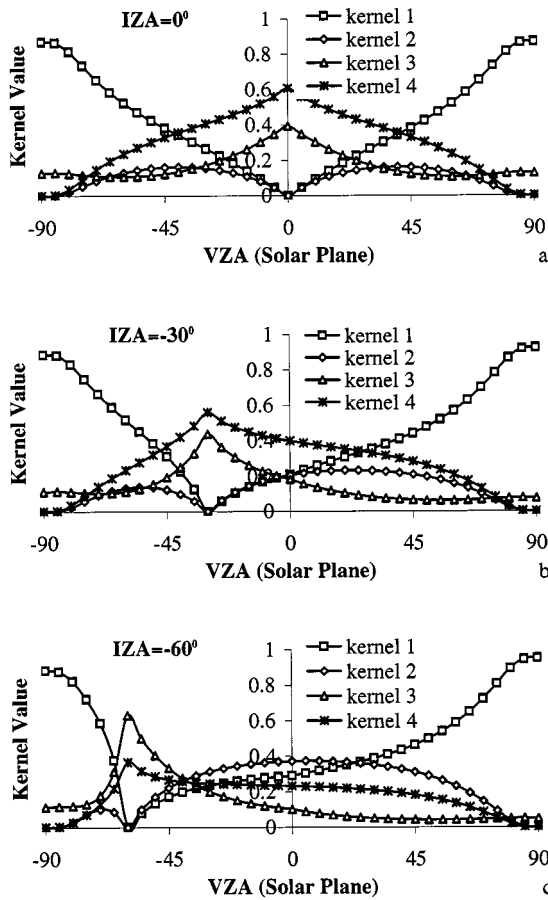 IZA=0⁰
1
0.8
0.6
0.4
0.2
0
kernel 1
kernel 2
kernel 3
kernel 4
Kernel Value
-90
-45
0
45
90
VZA (Solar Plane)
a
IZA=-30⁰
1
0.8
0.6
0.4
0.2
0
kernel 1
kernel 2
kernel 3
kernel 4
Kernel Value
-90
-45
0
45
90
VZA (Solar Plane)
b
IZA=-60⁰
1
0.8
0.6
0.4
0.2
0
kernel 1
kernel 2
kernel 3
kernel 4
Kernel Value
-90
-45
0
45
90
VZA (Solar Plane)
c